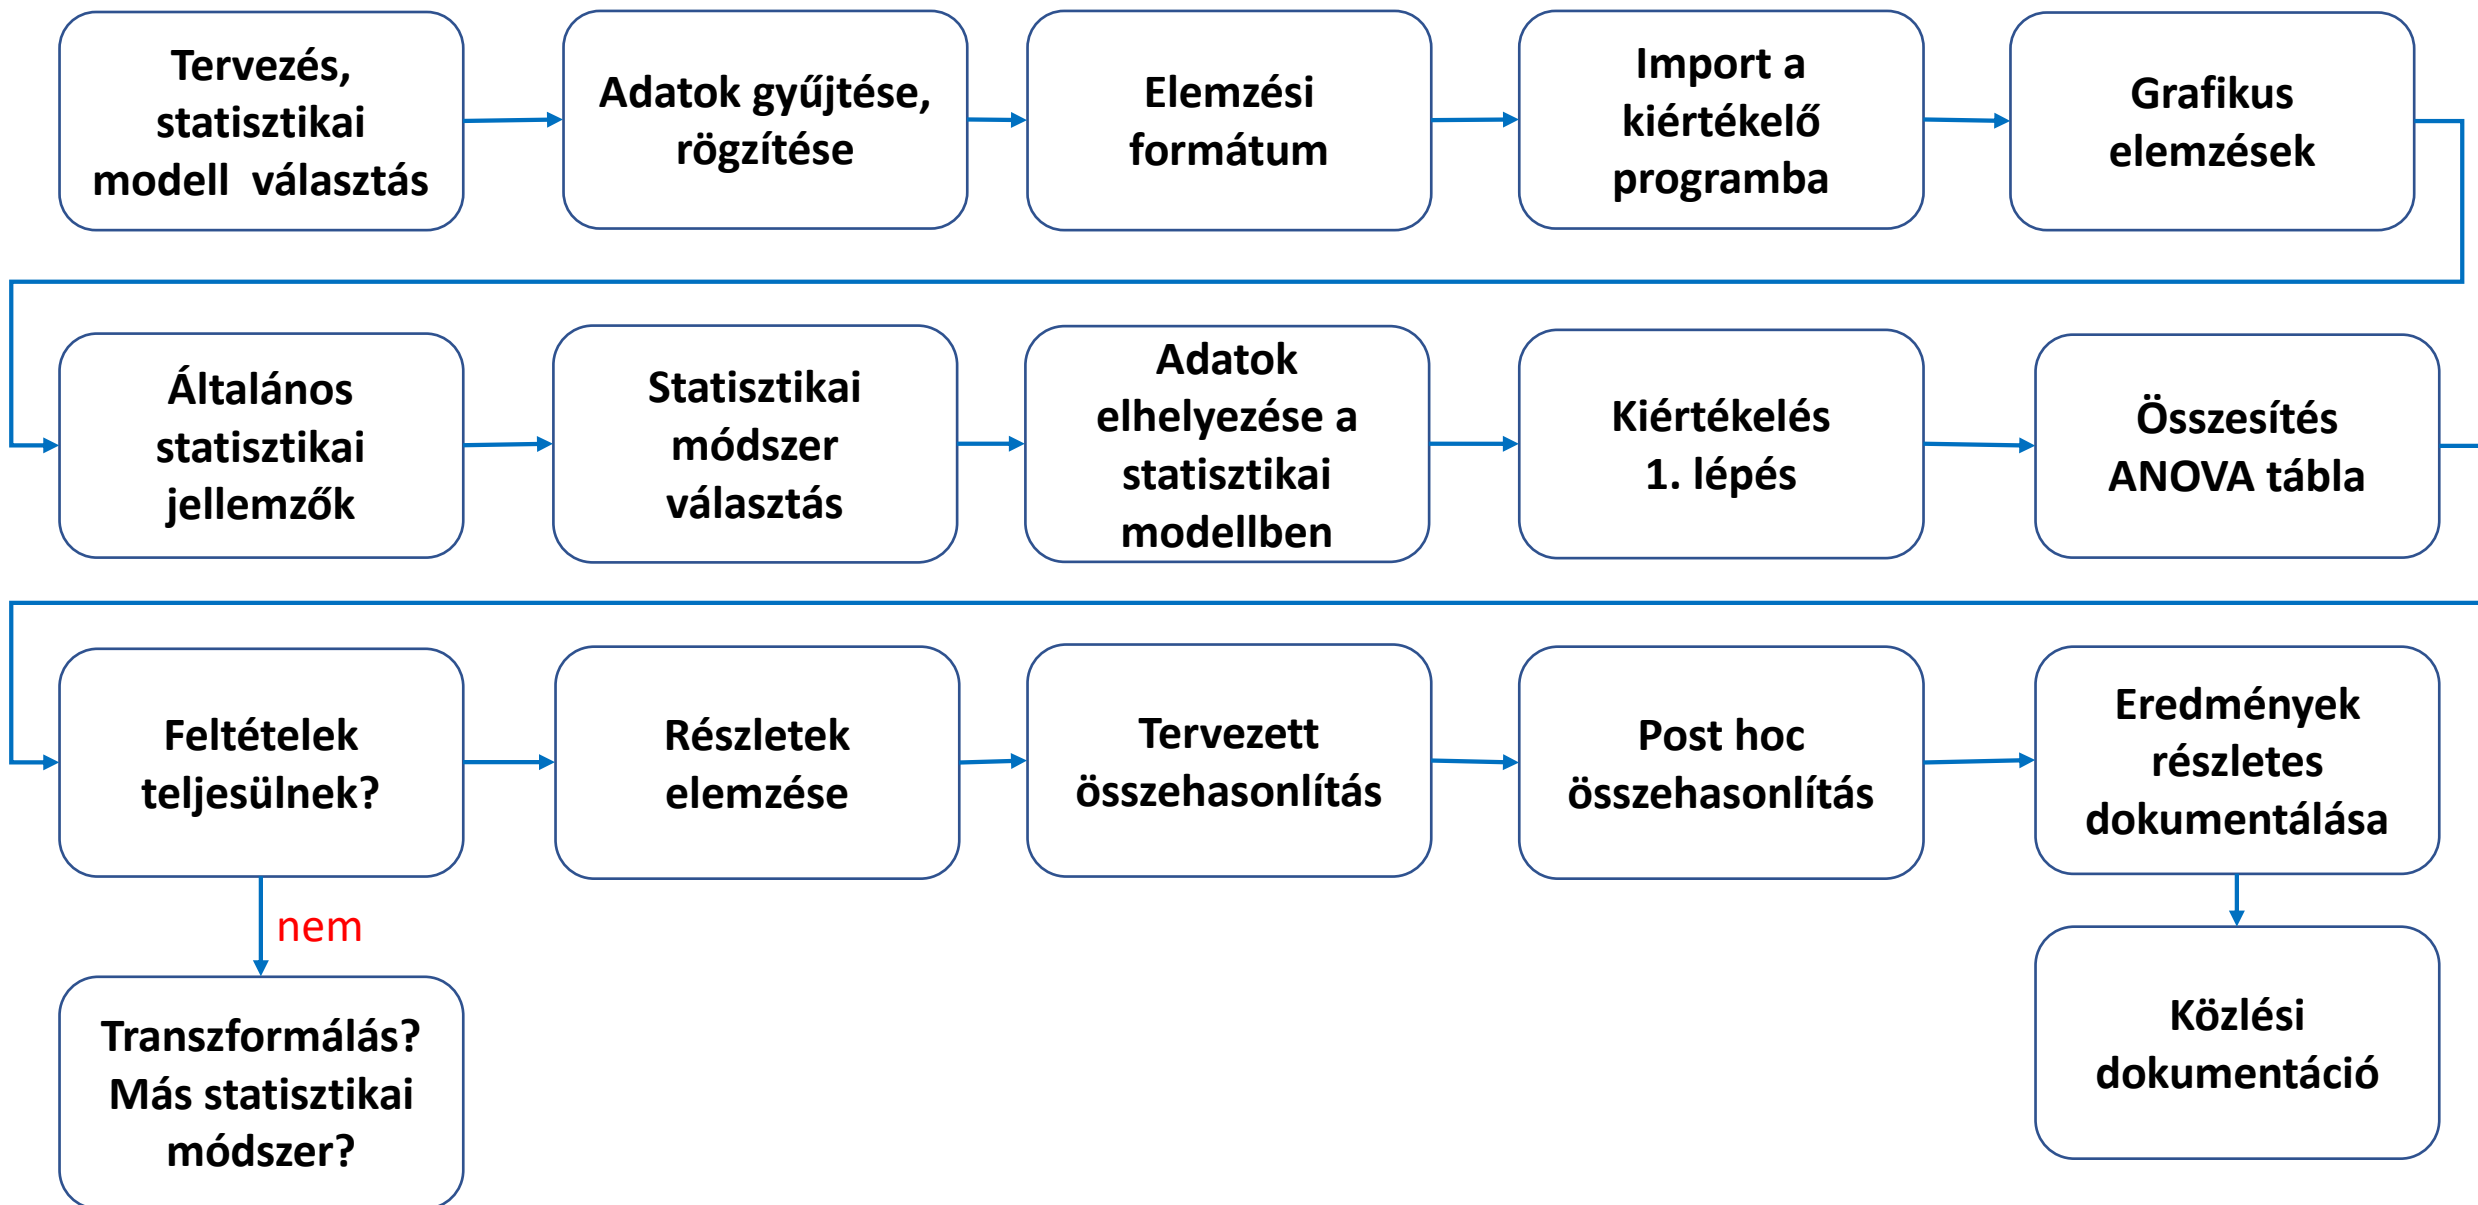 Tervezés,
statisztikai
modell  választás
Adatok gyűjtése,
rögzítése
Elemzési
formátum
Import a
kiértékelő
programba
Grafikus
elemzések
Általános
statisztikai
jellemzők
Statisztikai
módszer
választás
Adatok
elhelyezése a
statisztikai
modellben
Kiértékelés
1. lépés
Összesítés
ANOVA tábla
Feltételek
teljesülnek?
Részletek
elemzése
Tervezett
összehasonlítás
Post hoc
összehasonlítás
Eredmények
részletes
dokumentálása
nem
Transzformálás?
Más statisztikai
módszer?
Közlési
dokumentáció